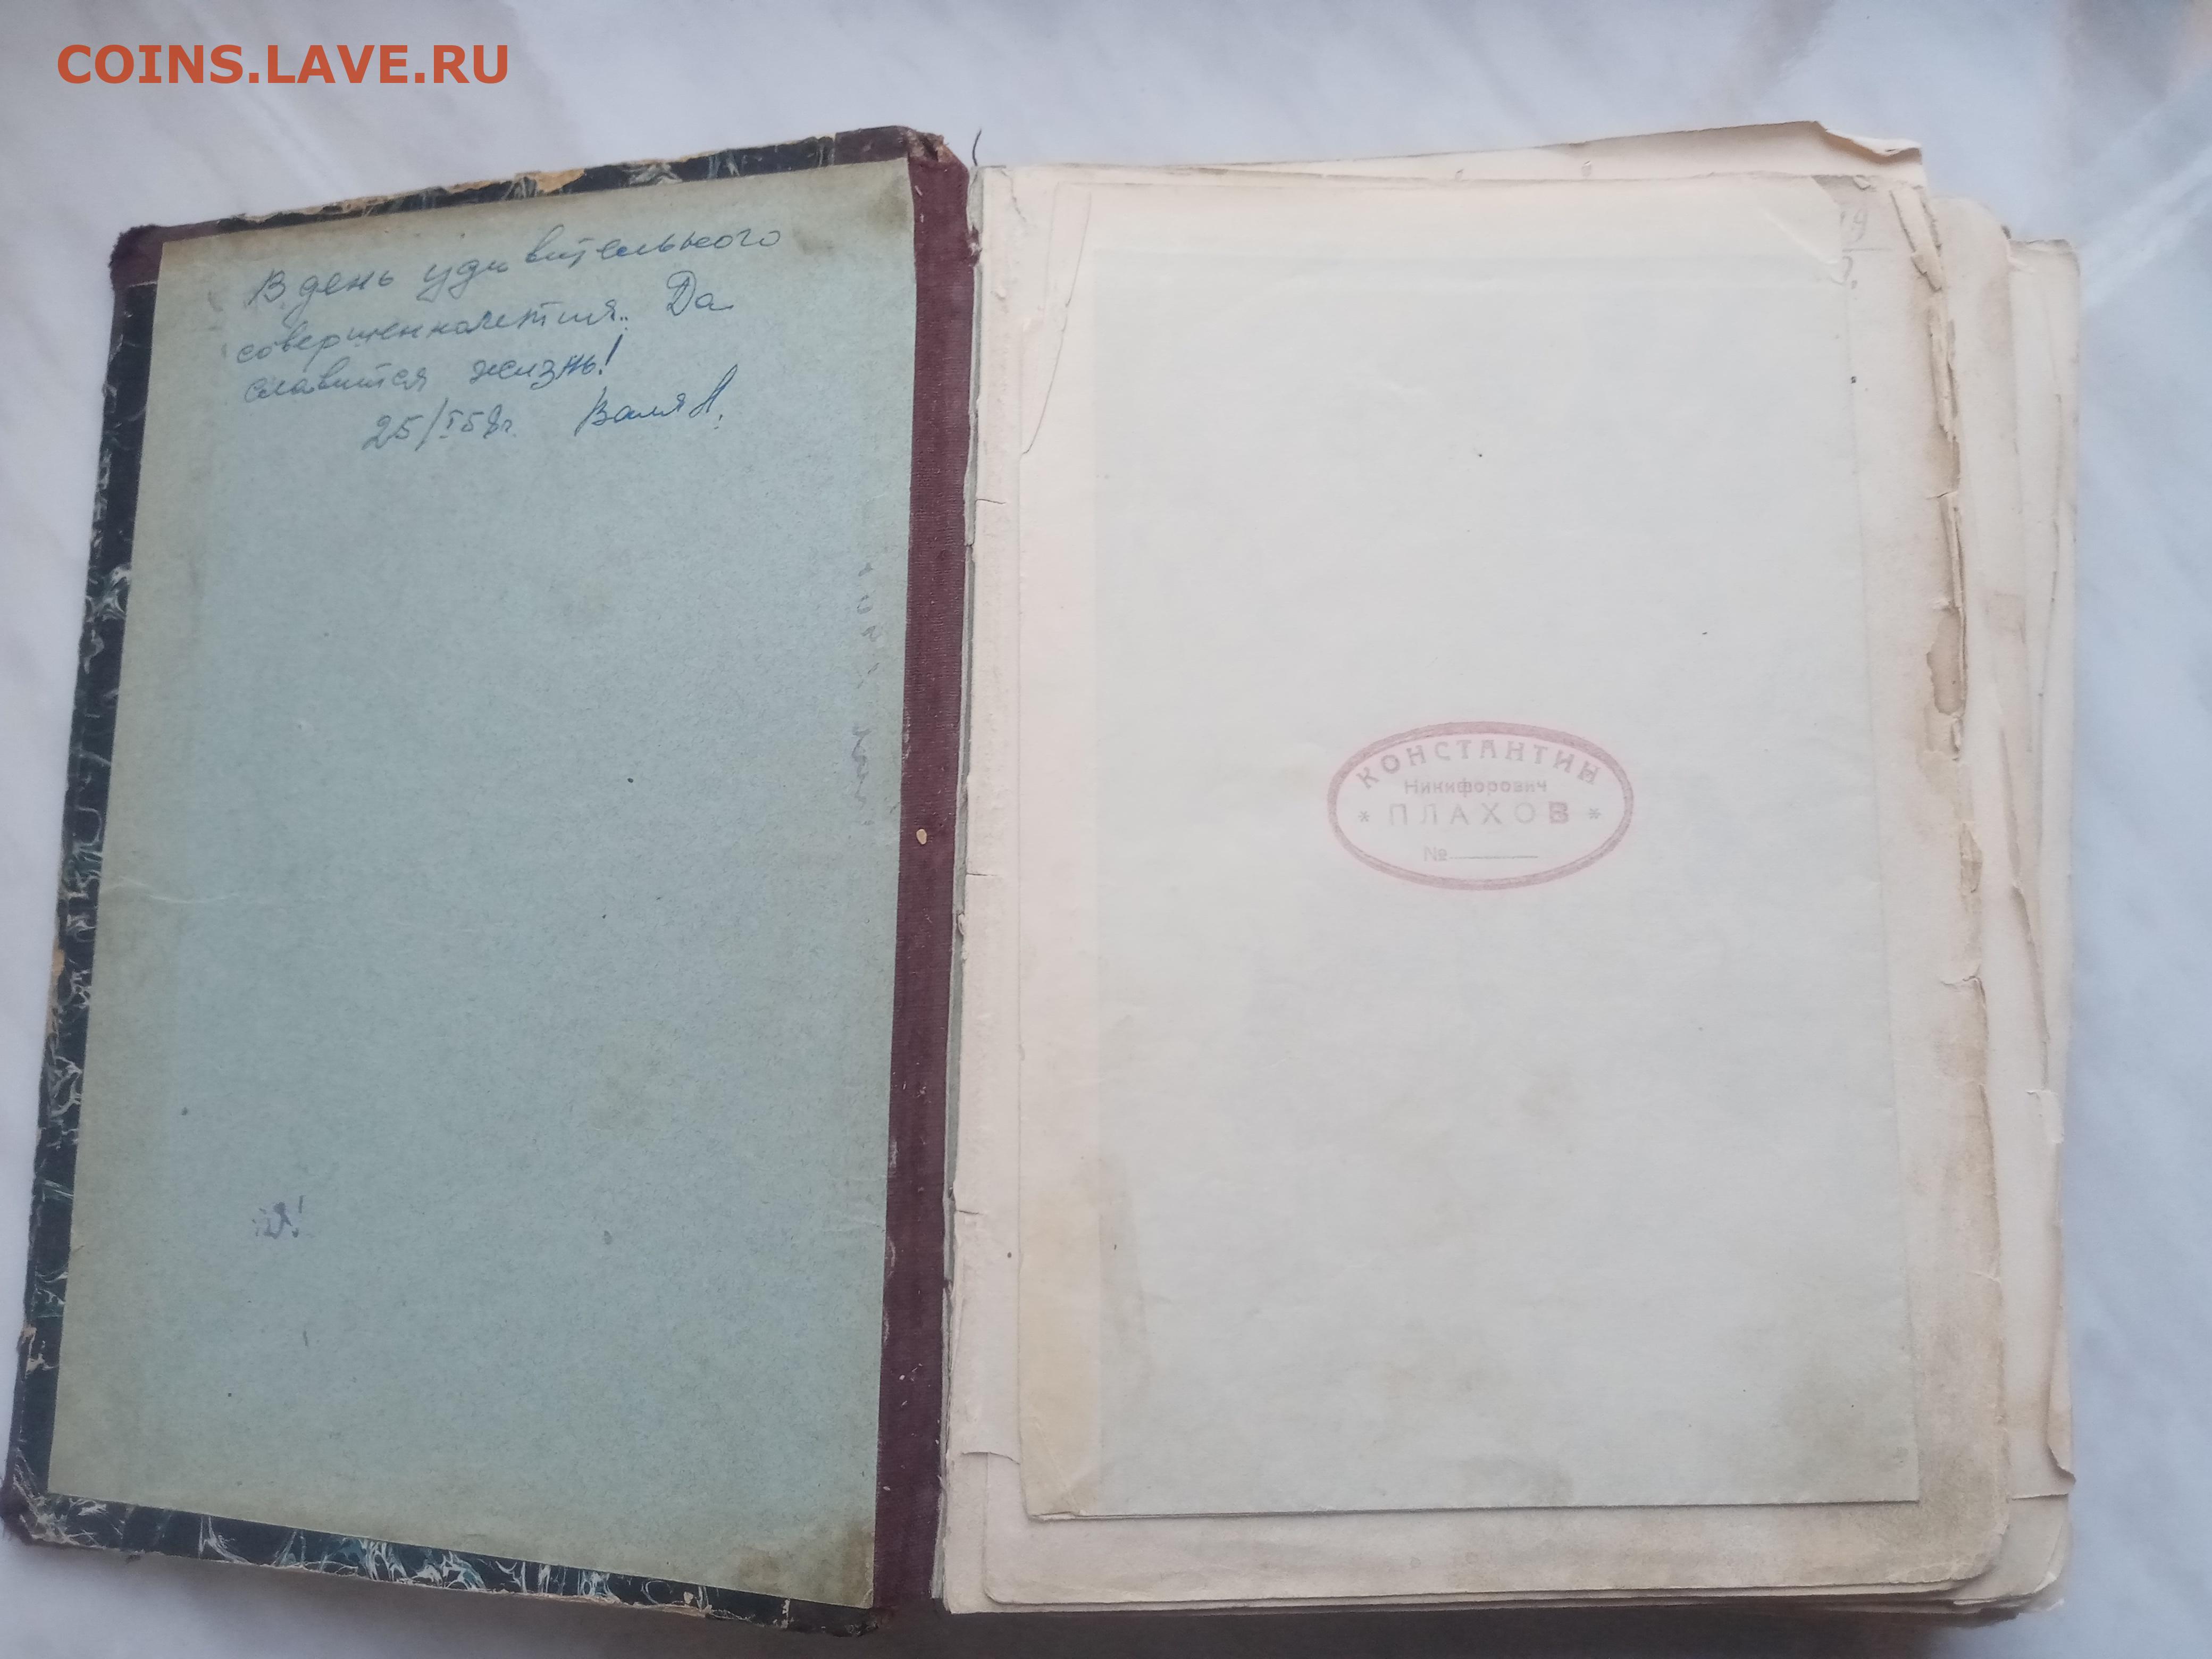 COINS.LAVE.RU
В день удивительного
совершеннолетия.. Да
славится жизнь!
25/I 58г. Валя А.
КОНСТАНТИН
Никифорович
* ПЛАХОВ *
№